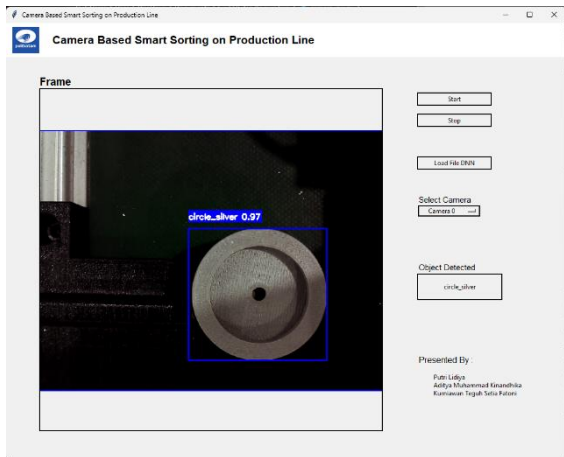 Camera Based Smart Sorting on Production Line
Camera Based Smart Sorting on Production Line
Frame
circle_silver 0.97
Start
Stop
Load File DNN
Select Camera
Camera 0
Object Detected
circle_silver
Presented By :
Putri Lidiya
Aditya Muhammad Kinandhika
Kurniawan Teguh Setia Fatoni